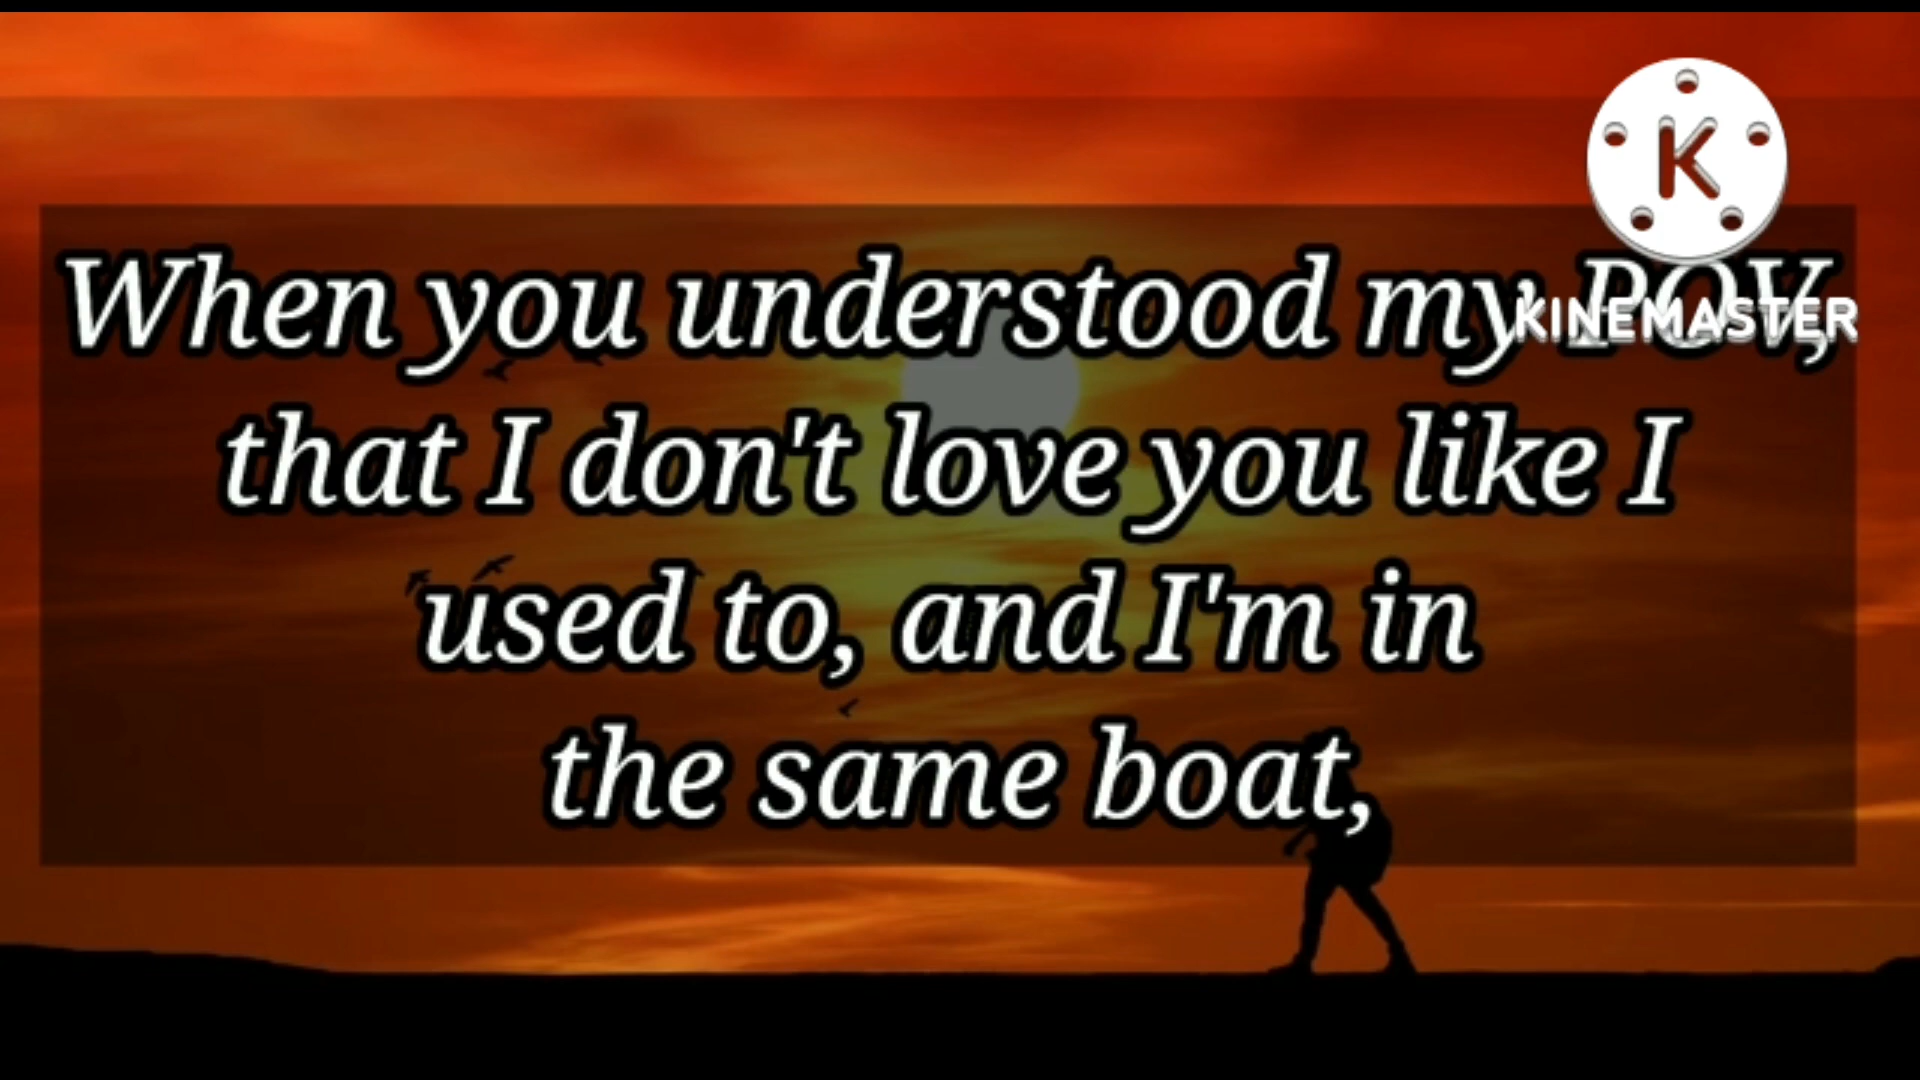 K
KINEMASTER
When you understood my POV,
that I don't love you like I
used to, and I'm in
the same boat,